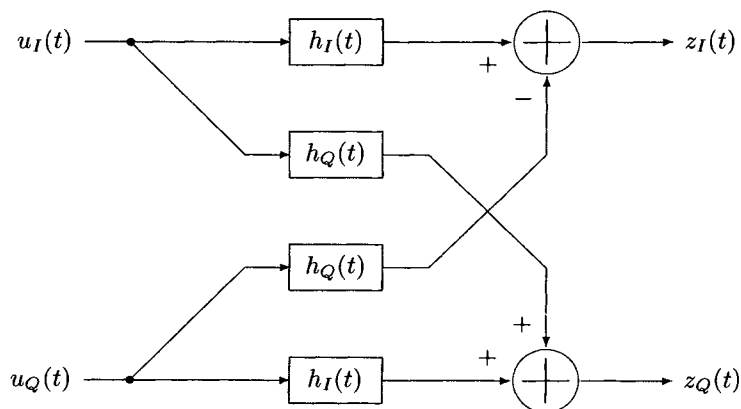 u_I(t) h_I(t) + z_I(t)
−
h_Q(t)
h_Q(t)
+
u_Q(t) h_I(t) + z_Q(t)